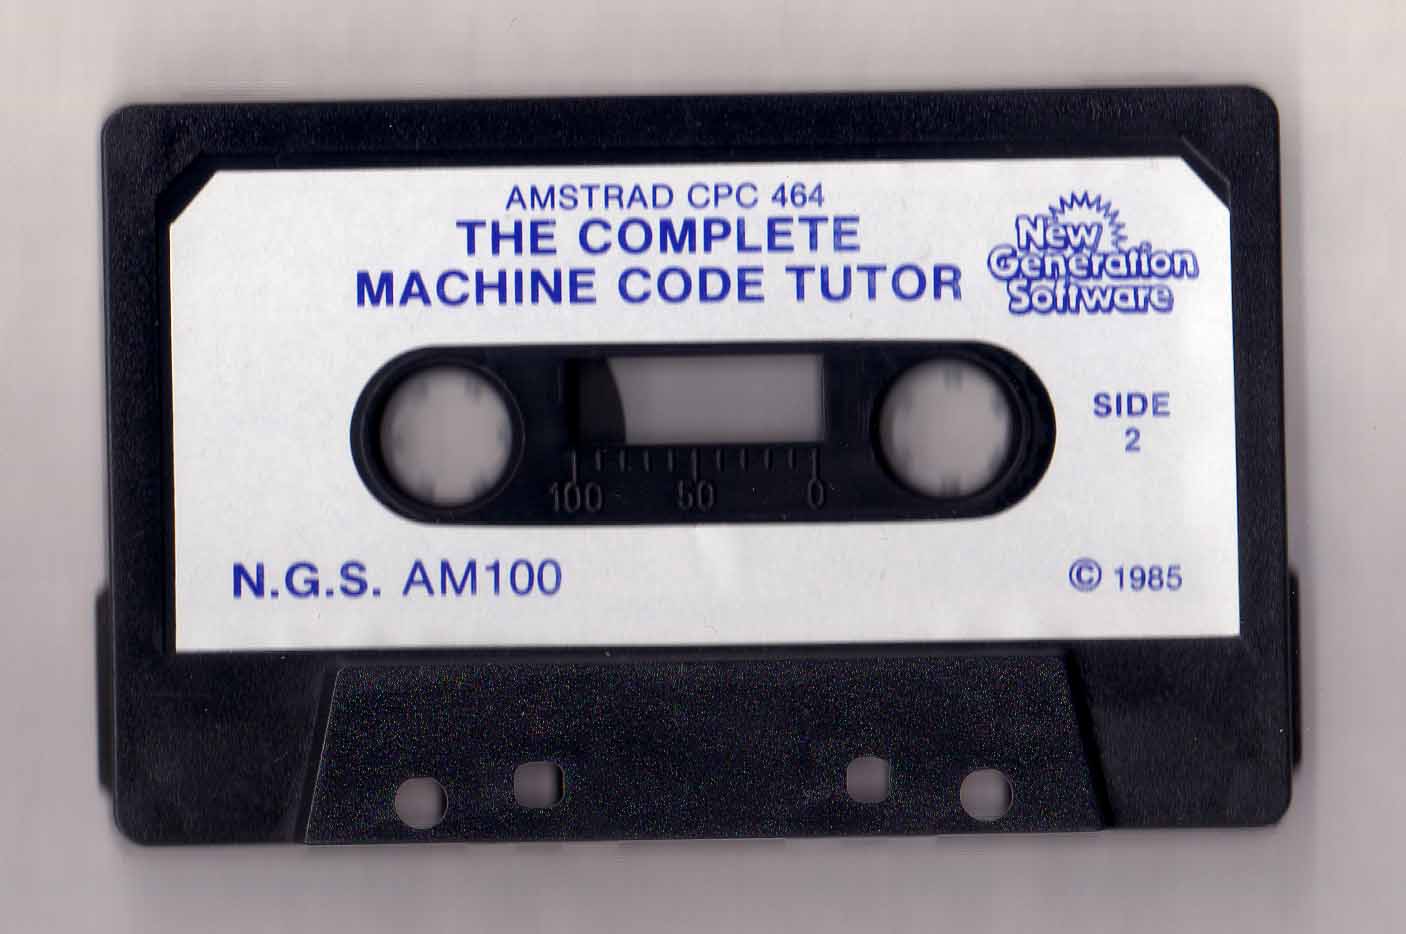 AMSTRAD CPC 464
THE COMPLETE
MACHINE CODE TUTOR
New
Generation
Software
SIDE
2
100 50 0
N.G.S. AM100
© 1985